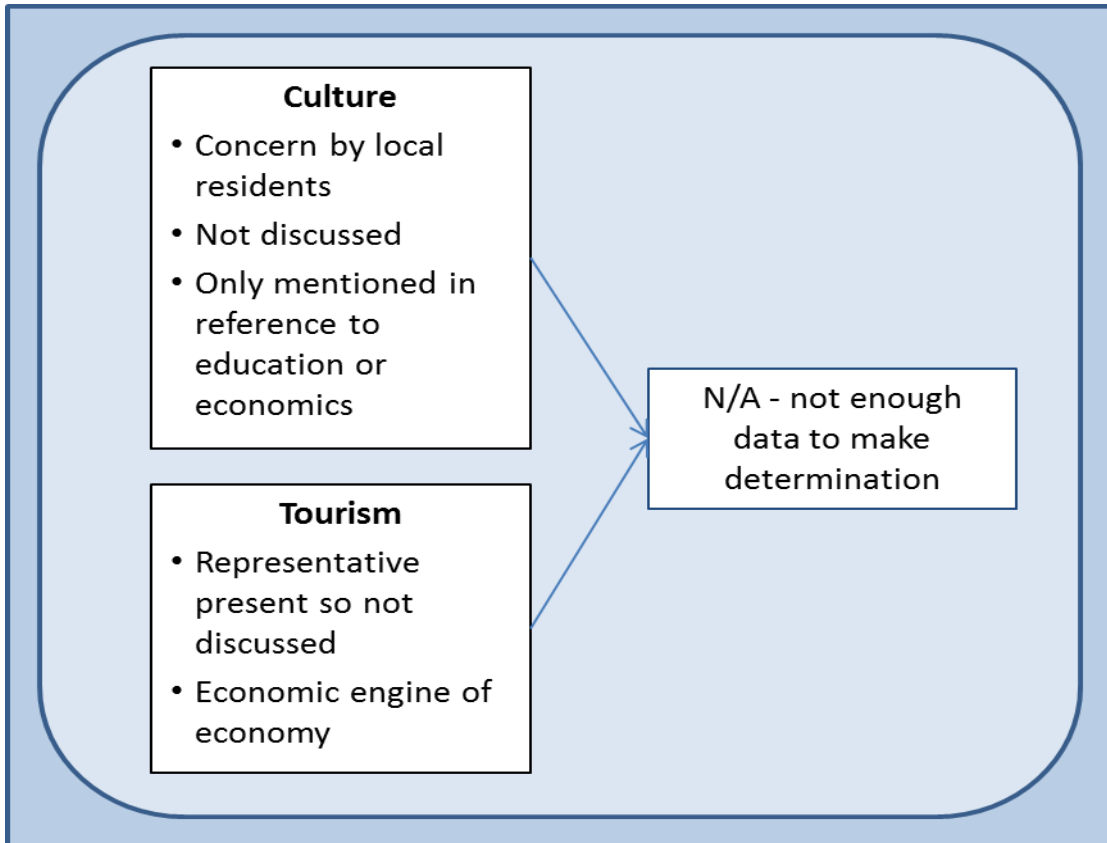 Culture
• Concern by local
residents
• Not discussed
• Only mentioned in
reference to
education or
economics
Tourism
• Representative
present so not
discussed
• Economic engine of
economy
N/A - not enough
data to make
determination